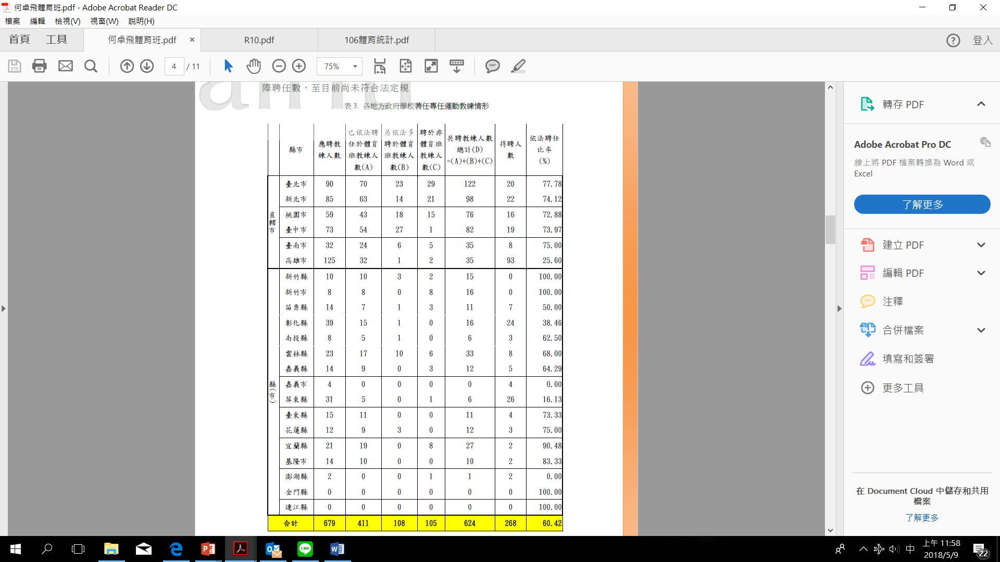 何卓飛體育班.pdf - Adobe Acrobat Reader DC
檔案 編輯 檢視(V) 視窗(W) 說明(H)
首頁 工具 何卓飛體育班.pdf × R10.pdf 106體育統計.pdf ? 登入
4 / 11 75%
際聘任數，至目前尚未符合法定規
表 3. 各地方政府學校聘任專任運動教練情形
縣市 應聘教練人數 已依法聘任於體育班教練人數(A) 另依法多聘於體育班教練人數(B) 聘於非體育班教練人數(C) 共聘教練人數總計(D)=(A)+(B)+(C) 待聘人數 依法聘任比率(%)
直轄市
臺北市 90 70 23 29 122 20 77.78
新北市 85 63 14 21 98 22 74.12
桃園市 59 43 18 15 76 16 72.88
臺中市 73 54 27 1 82 19 73.97
臺南市 32 24 6 5 35 8 75.00
高雄市 125 32 1 2 35 93 25.60
縣(市)
新竹縣 10 10 3 2 15 0 100.00
新竹市 8 8 0 8 16 0 100.00
苗栗縣 14 7 1 3 11 7 50.00
彰化縣 39 15 1 0 16 24 38.46
南投縣 8 5 1 0 6 3 62.50
雲林縣 23 17 10 6 33 8 68.00
嘉義縣 14 9 0 3 12 5 64.29
嘉義市 4 0 0 0 0 4 0.00
屏東縣 31 5 0 1 6 26 16.13
臺東縣 15 11 0 0 11 4 73.33
花蓮縣 12 9 3 0 12 3 75.00
宜蘭縣 21 19 0 8 27 2 90.48
基隆市 14 10 0 0 10 2 83.33
澎湖縣 2 0 0 1 1 2 0.00
金門縣 0 0 0 0 0 0 100.00
連江縣 0 0 0 0 0 0 100.00
合計 679 411 108 105 624 268 60.42
轉存 PDF
Adobe Acrobat Pro DC
線上將 PDF 檔案轉換為 Word 或
Excel
了解更多
建立 PDF
編輯 PDF
注釋
合併檔案
填寫和簽署
更多工具
在 Document Cloud 中儲存和共用
檔案
了解更多
LINE
中
上午 11:58
2018/5/9
22